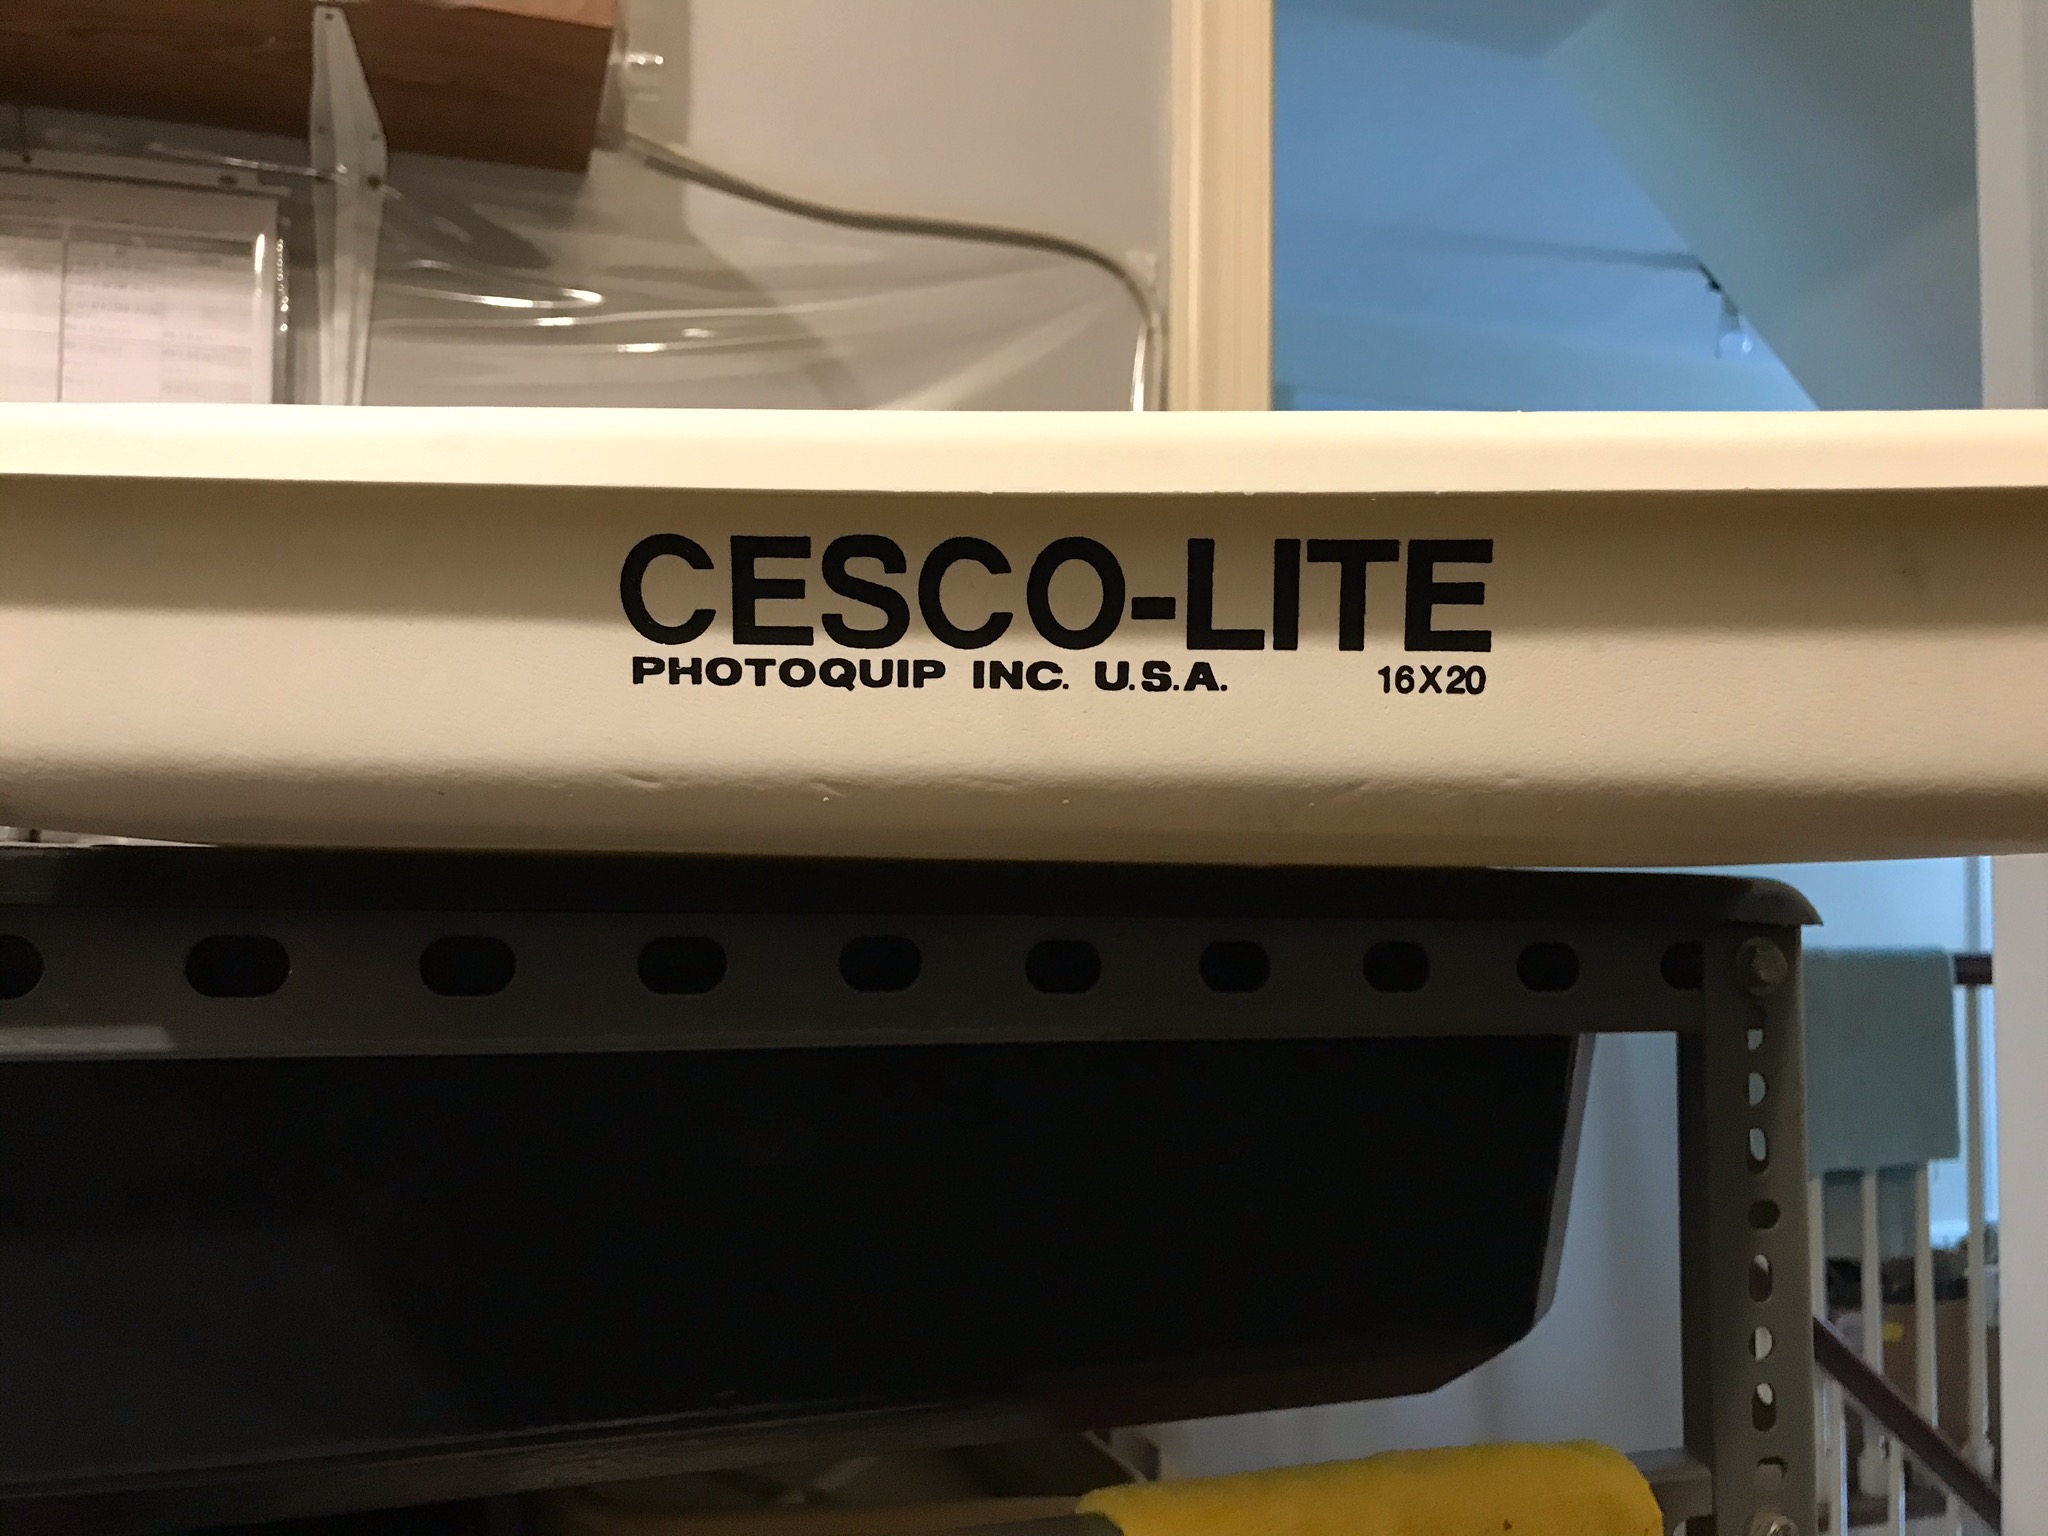 CESCO-LITE
PHOTOQUIP INC. U.S.A. 16X20